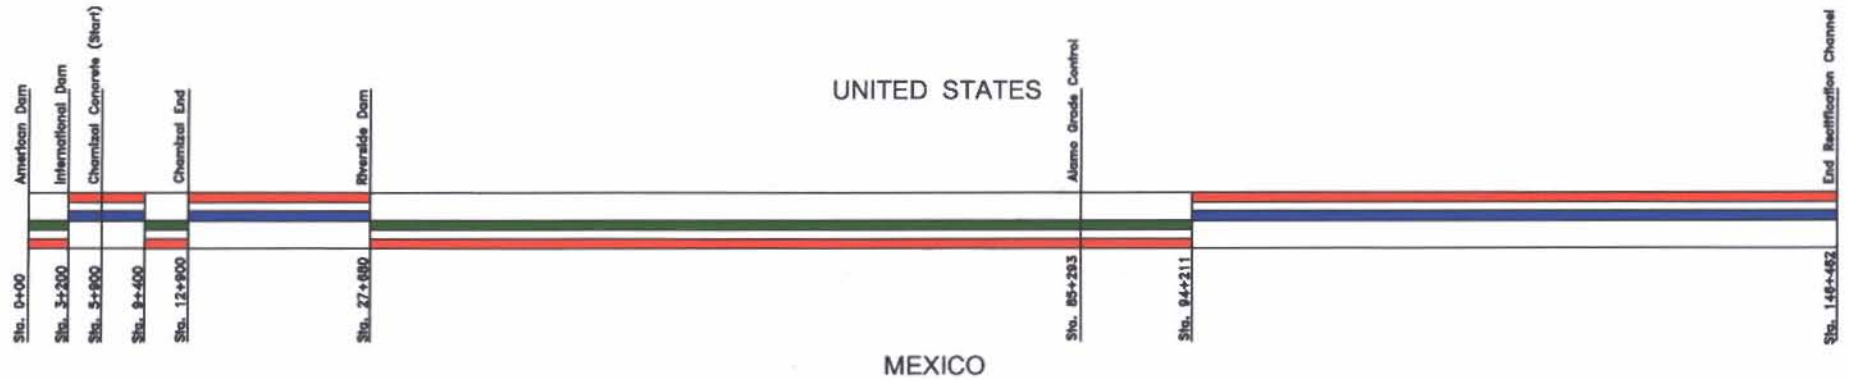 American Dam
International Dam
Chamizal Concrete (Start)
Chamizal End
Riverside Dam
UNITED STATES
Alamo Grade Control
End Rectification Channel
Sta. 0+00
Sta. 3+200
Sta. 5+900
Sta. 9+400
Sta. 12+900
Sta. 27+680
Sta. 85+293
Sta. 94+211
Sta. 146+462
MEXICO